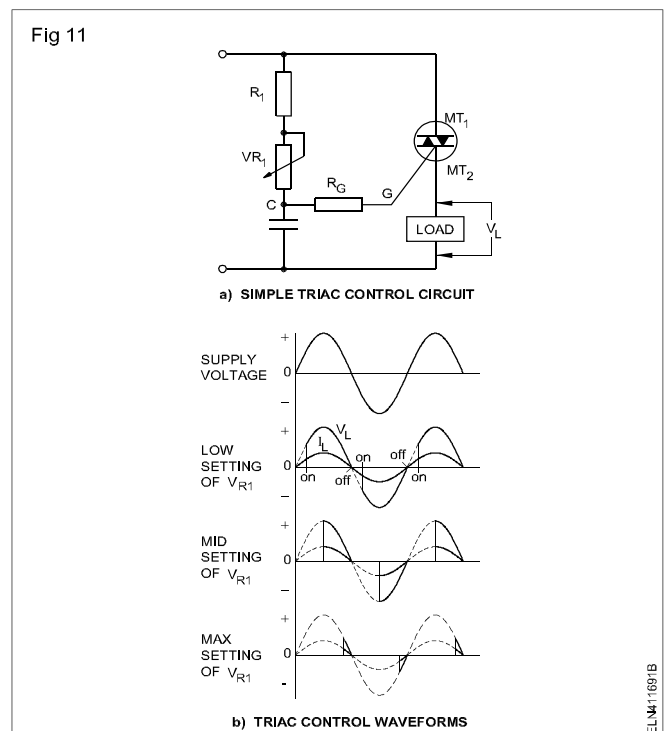 Fig 11
R1
VR1
C
RG
G
MT1
MT2
LOAD
VL
a) SIMPLE TRIAC CONTROL CIRCUIT
SUPPLY
VOLTAGE
+
0
–
LOW
SETTING
OF VR1
+
0
–
VL
IL
on
on
off
off
on
MID
SETTING
OF VR1
+
0
–
MAX
SETTING
OF VR1
+
0
-
b) TRIAC CONTROL WAVEFORMS
ELN411691B